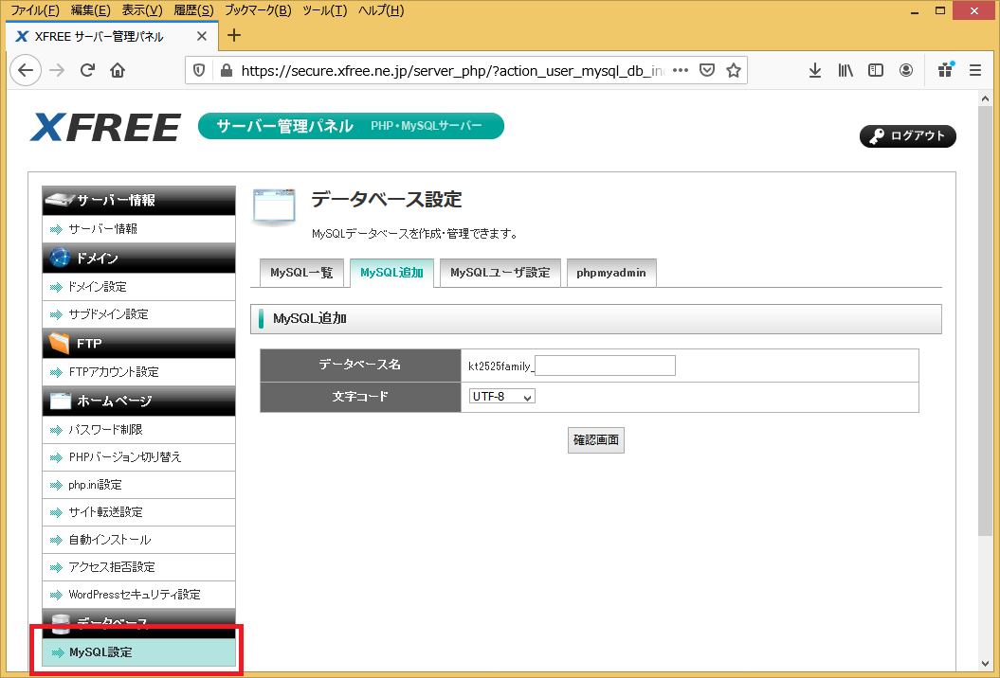 ファイル(F) 編集(E) 表示(V) 履歴(S) ブックマーク(B) ツール(T) ヘルプ(H)
XFREE サーバー管理パネル
https://secure.xfree.ne.jp/server_php/?action_user_mysql_db_in
XFREE サーバー管理パネル PHP・MySQLサーバー
ログアウト
サーバー情報
サーバー情報
ドメイン
ドメイン設定
サブドメイン設定
FTP
FTPアカウント設定
ホームページ
パスワード制限
PHPバージョン切り替え
php.ini設定
サイト転送設定
自動インストール
アクセス拒否設定
WordPressセキュリティ設定
データベース
MySQL設定
データベース設定
MySQLデータベースを作成・管理できます。
MySQL一覧 MySQL追加 MySQLユーザ設定 phpmyadmin
MySQL追加
データベース名 kt2525family_
文字コード UTF-8
確認画面